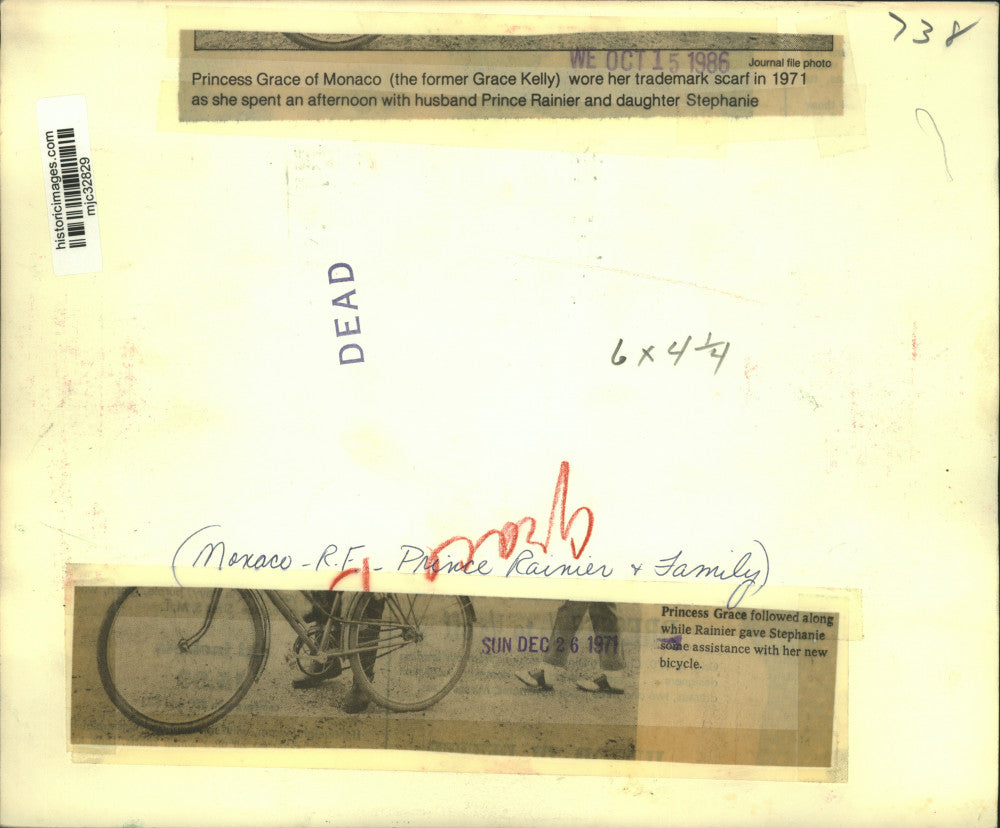 738
WE OCT 15 1986
Journal file photo
Princess Grace of Monaco (the former Grace Kelly) wore her trademark scarf in 1971
as she spent an afternoon with husband Prince Rainier and daughter Stephanie
historicimages.com
mjc32829
DEAD
6 x 4 1/4
(Monaco - R.F. - Prince Rainier + Family)
SUN DEC 26 1971
Princess Grace followed along
while Rainier gave Stephanie
some assistance with her new
bicycle.